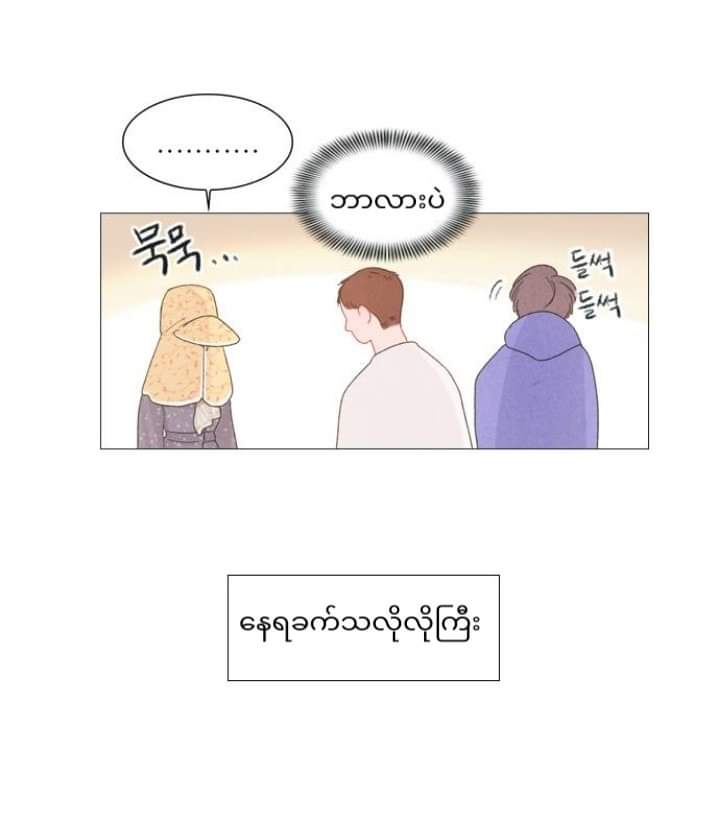 ...........
ဘာလားပဲ
묵묵...
들썩
들썩
နေရခက်သလိုလိုကြီး